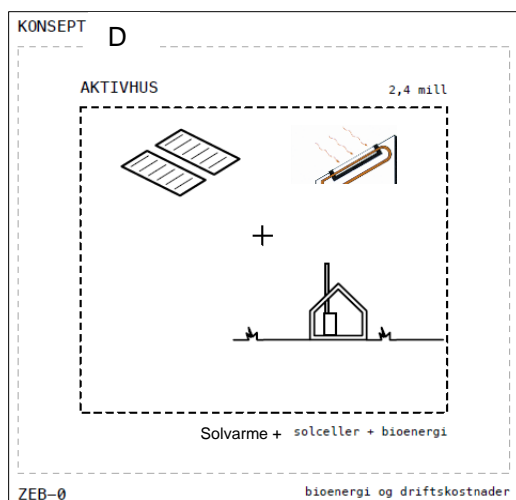 KONSEPT D
AKTIVHUS 2,4 mill
Solvarme + solceller + bioenergi
ZEB-0 bioenergi og driftskostnader